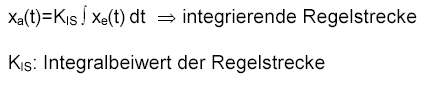 xa(t)=KIS ∫ xe(t) dt ⇒ integrierende Regelstrecke
KIS: Integralbeiwert der Regelstrecke